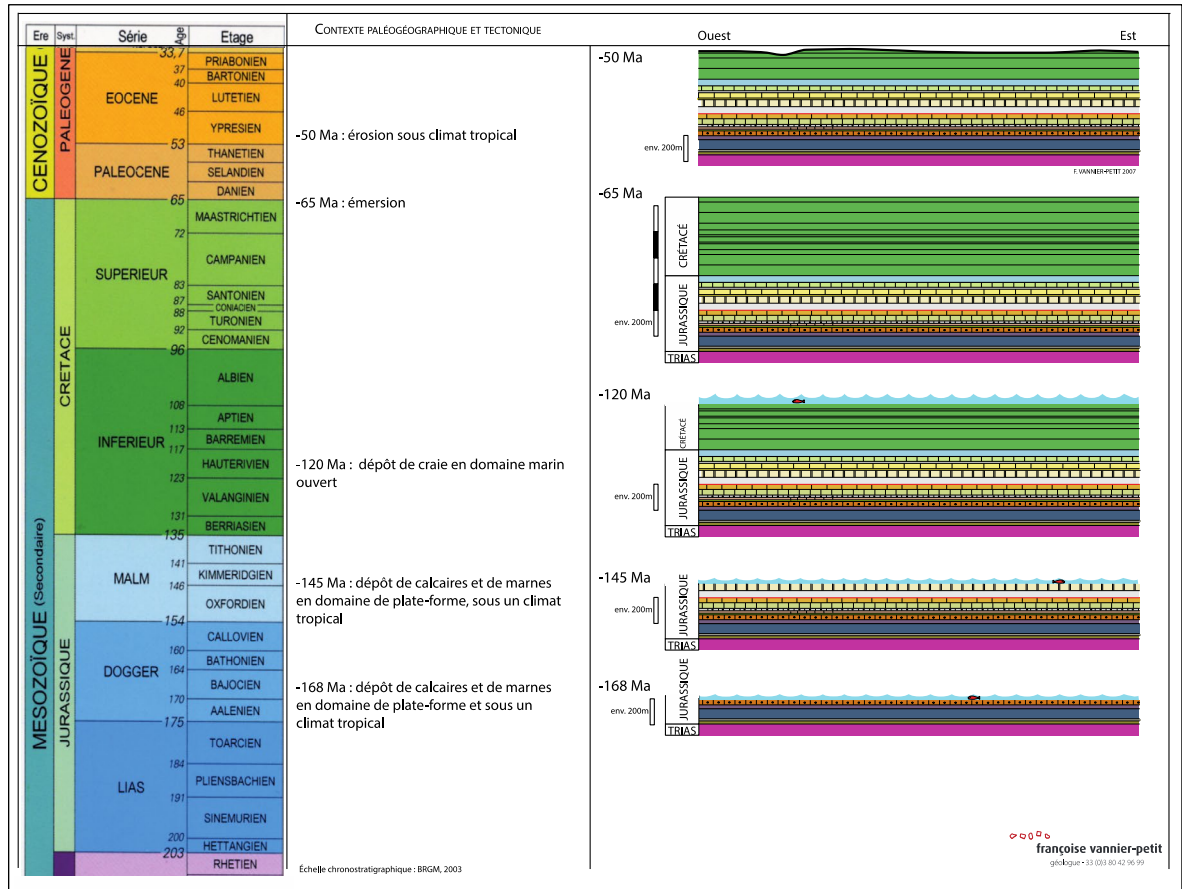 Ere Syst. Série Age Etage
CONTEXTE PALÉOGÉOGRAPHIQUE ET TECTONIQUE
Ouest Est
CENOZOÏQUE
PALEOGENE
33,7
PRIABONIEN
37
BARTONIEN
40
EOCENE
LUTETIEN
46
YPRESIEN
53
THANETIEN
PALEOCENE
SELANDIEN
DANIEN
65
MESOZOÏQUE (Secondaire)
CRETACE
MAASTRICHTIEN
72
CAMPANIEN
SUPERIEUR
83
SANTONIEN
87
CONIACIEN
88
TURONIEN
92
CENOMANIEN
96
ALBIEN
108
APTIEN
113
INFERIEUR
BARREMIEN
117
HAUTERIVIEN
123
VALANGINIEN
131
BERRIASIEN
135
JURASSIQUE
TITHONIEN
141
MALM
KIMMERIDGIEN
146
OXFORDIEN
154
CALLOVIEN
160
BATHONIEN
164
DOGGER
BAJOCIEN
170
AALENIEN
175
TOARCIEN
184
PLIENSBACHIEN
LIAS
191
SINEMURIEN
200
HETTANGIEN
203
RHETIEN
-50 Ma : érosion sous climat tropical
-65 Ma : émersion
-120 Ma : dépôt de craie en domaine marin
ouvert
-145 Ma : dépôt de calcaires et de marnes
en domaine de plate-forme, sous un climat
tropical
-168 Ma : dépôt de calcaires et de marnes
en domaine de plate-forme et sous un
climat tropical
Échelle chronostratigraphique : BRGM, 2003
-50 Ma
env. 200m
F. VANNIER-PETIT 2007
-65 Ma
CRÉTACÉ
JURASSIQUE
env. 200m
TRIAS
-120 Ma
CRÉTACÉ
JURASSIQUE
env. 200m
TRIAS
-145 Ma
JURASSIQUE
env. 200m
TRIAS
-168 Ma
JURASSIQUE
env. 200m
TRIAS
françoise vannier-petit
géologue - 33 (0)3 80 42 96 99